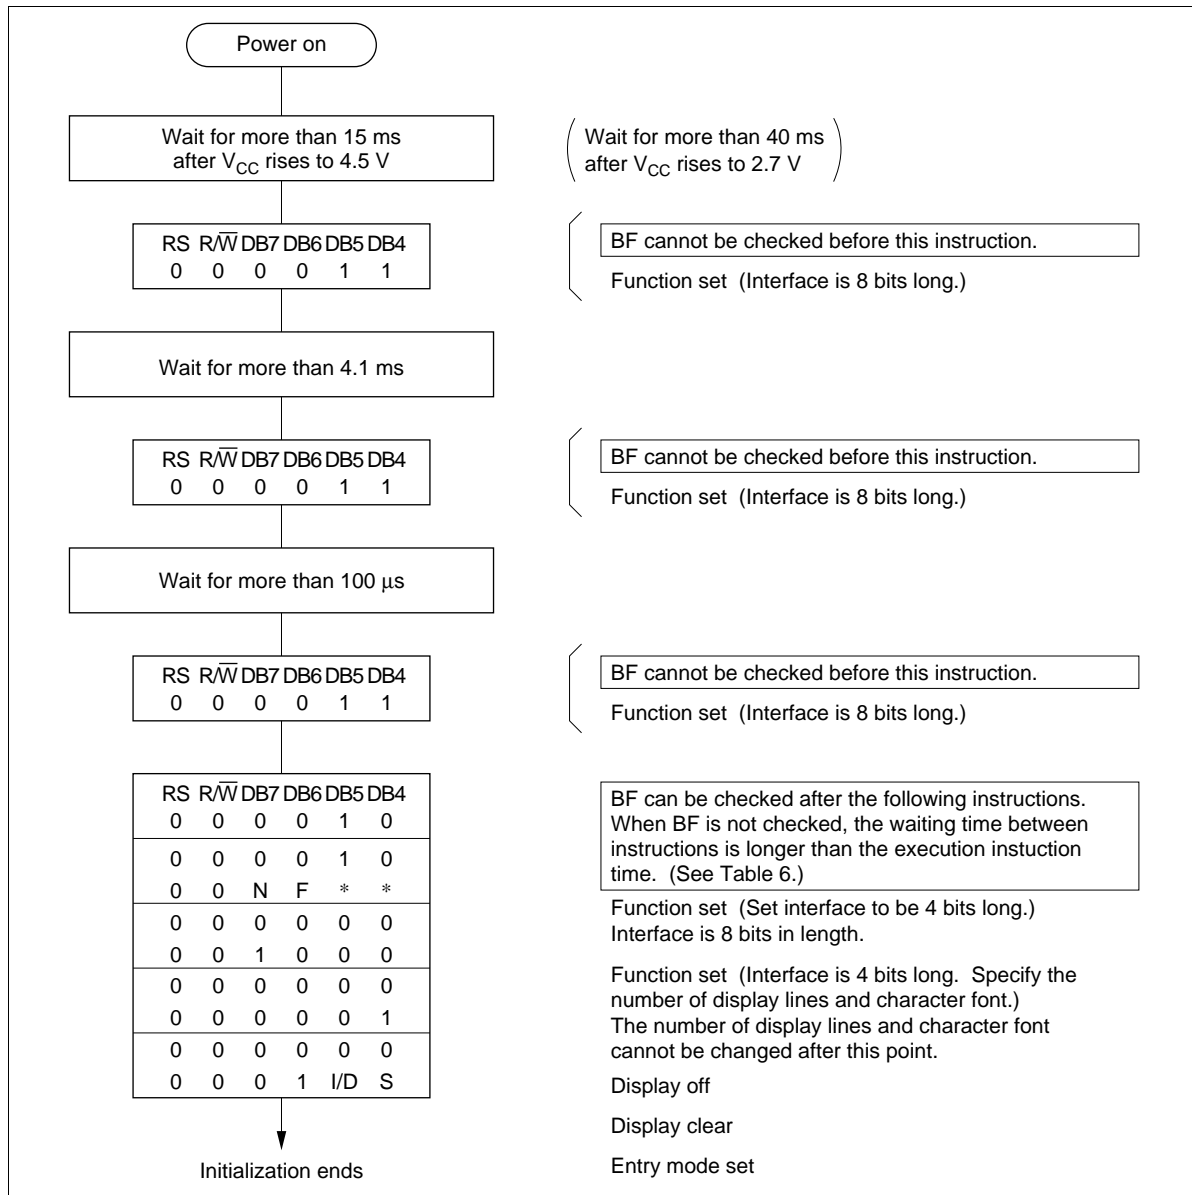 Power on
Wait for more than 15 ms
after VCC rises to 4.5 V
Wait for more than 40 ms
after VCC rises to 2.7 V
RS R/W̅ DB7 DB6 DB5 DB4
0 0 0 0 1 1
BF cannot be checked before this instruction.
Function set (Interface is 8 bits long.)
Wait for more than 4.1 ms
RS R/W̅ DB7 DB6 DB5 DB4
0 0 0 0 1 1
BF cannot be checked before this instruction.
Function set (Interface is 8 bits long.)
Wait for more than 100 μs
RS R/W̅ DB7 DB6 DB5 DB4
0 0 0 0 1 1
BF cannot be checked before this instruction.
Function set (Interface is 8 bits long.)
RS R/W̅ DB7 DB6 DB5 DB4
0 0 0 0 1 0
0 0 0 0 1 0
0 0 N F * *
0 0 0 0 0 0
0 0 1 0 0 0
0 0 0 0 0 0
0 0 0 0 0 1
0 0 0 0 0 0
0 0 0 1 I/D S
BF can be checked after the following instructions.
When BF is not checked, the waiting time between
instructions is longer than the execution instuction
time. (See Table 6.)
Function set (Set interface to be 4 bits long.)
Interface is 8 bits in length.
Function set (Interface is 4 bits long. Specify the
number of display lines and character font.)
The number of display lines and character font
cannot be changed after this point.
Display off
Display clear
Entry mode set
Initialization ends